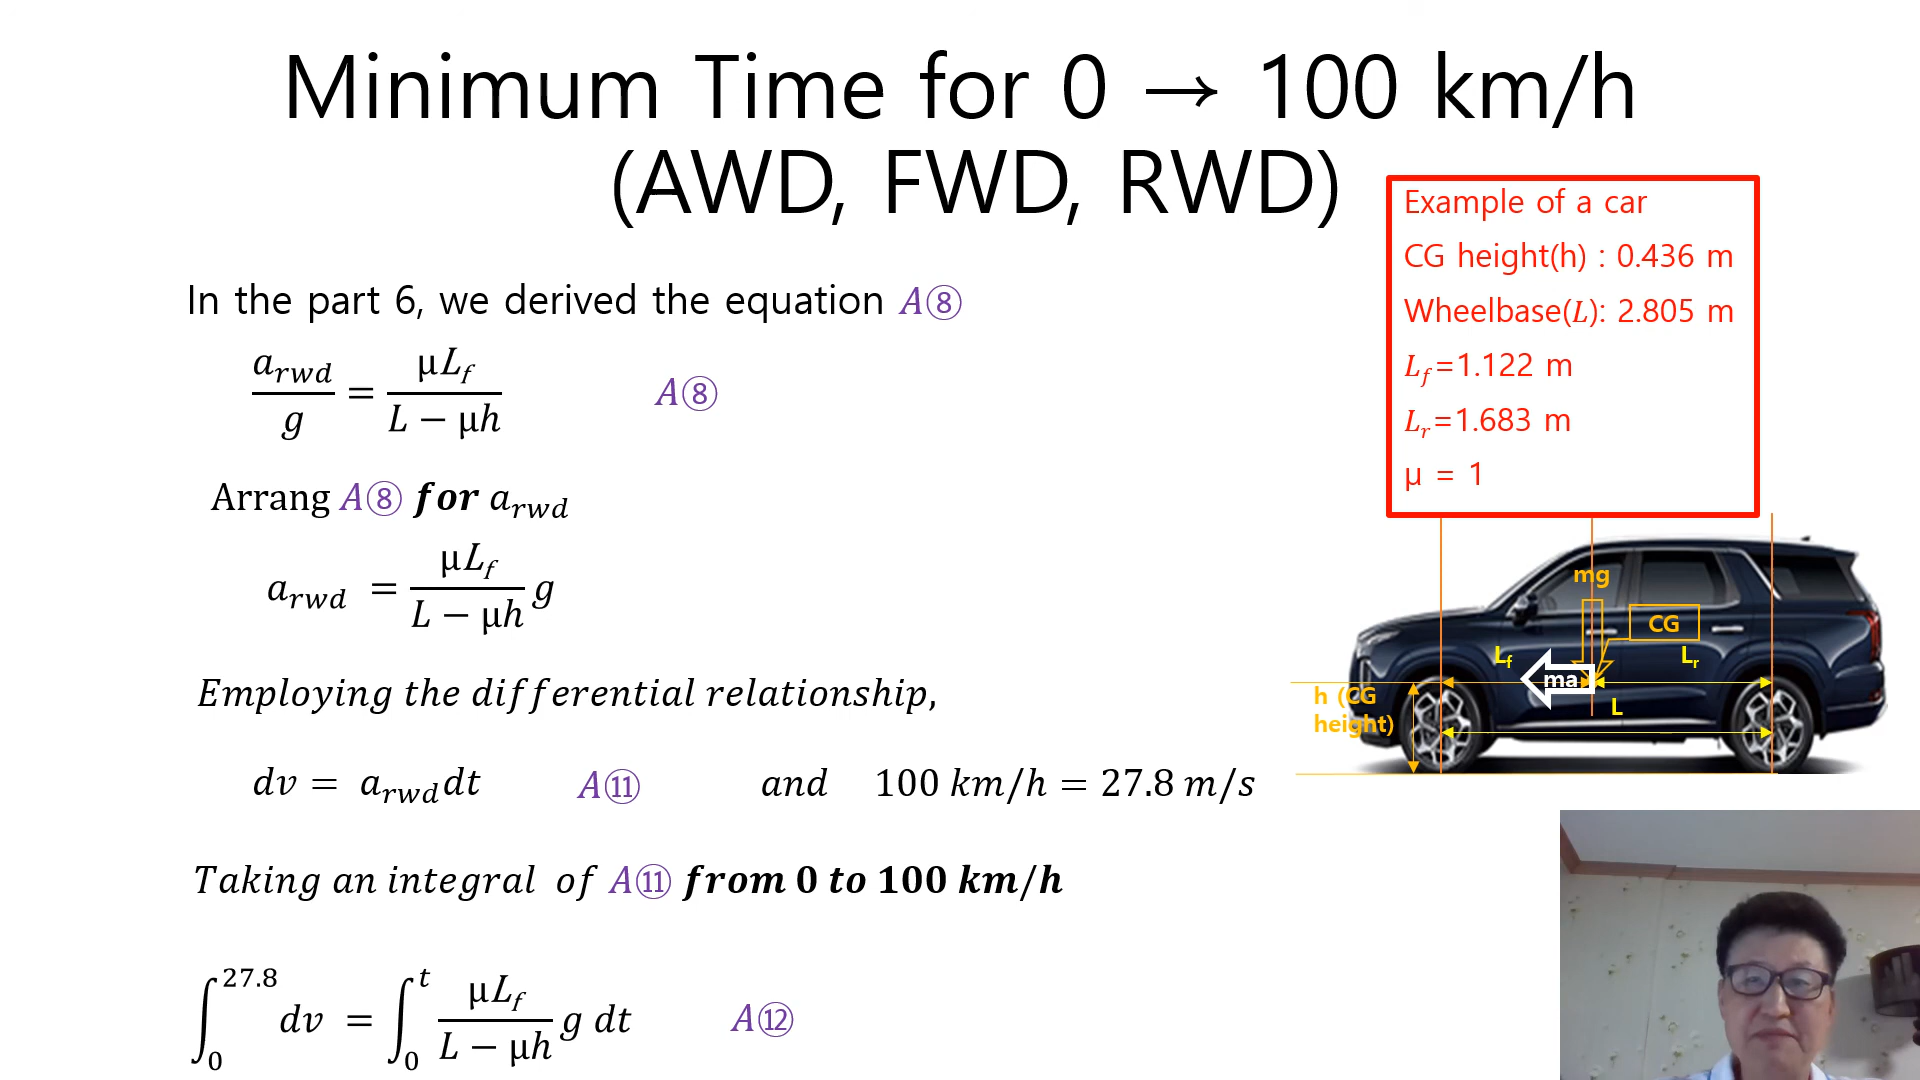 Minimum Time for 0 → 100 km/h
(AWD, FWD, RWD)
In the part 6, we derived the equation A⑧
a_rwd / g = μL_f / (L − μh) A⑧
Arrang A⑧ for a_rwd
a_rwd = μL_f / (L − μh) g
Employing the differential relationship,
dv = a_rwd dt A⑪ and 100 km/h = 27.8 m/s
Taking an integral of A⑪ from 0 to 100 km/h
∫_0^27.8 dv = ∫_0^t μL_f / (L − μh) g dt A⑫
Example of a car
CG height(h) : 0.436 m
Wheelbase(L): 2.805 m
L_f=1.122 m
L_r=1.683 m
μ = 1
mg
CG
L_f
L_r
ma
L
h (CG
height)